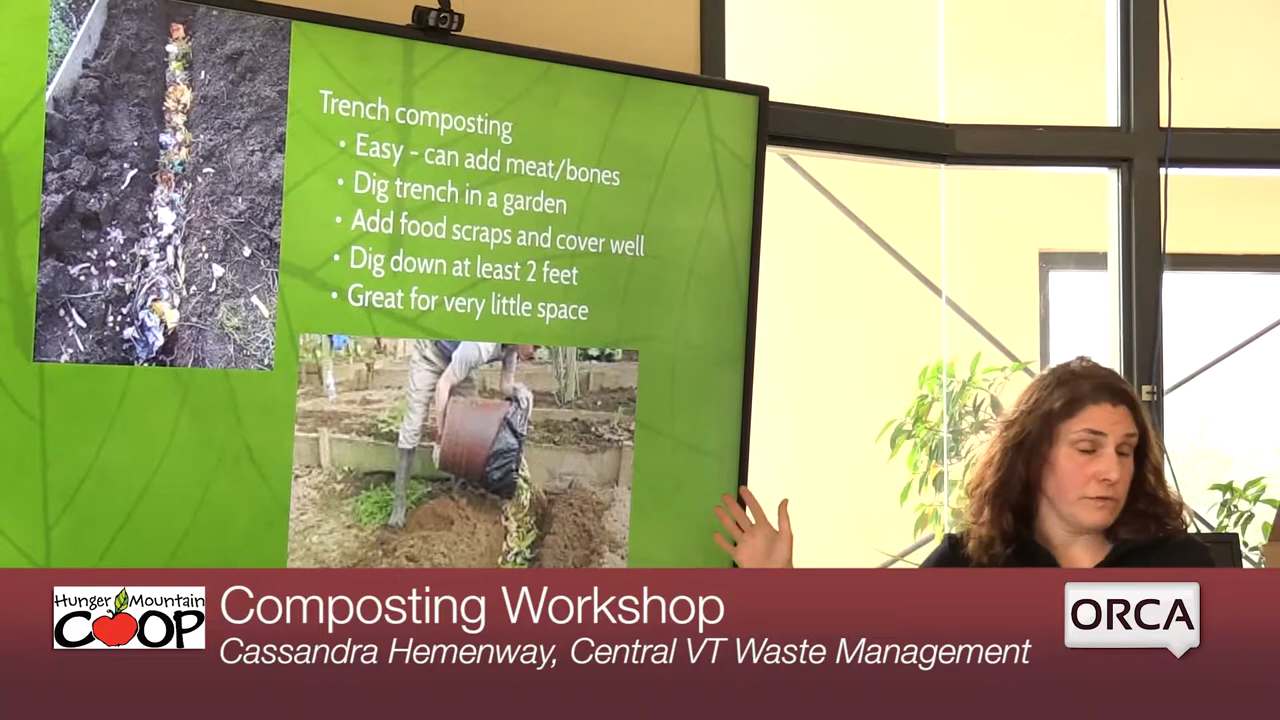 Trench composting
• Easy - can add meat/bones
• Dig trench in a garden
• Add food scraps and cover well
• Dig down at least 2 feet
• Great for very little space
Hunger Mountain
COOP
Composting Workshop
Cassandra Hemenway, Central VT Waste Management
ORCA